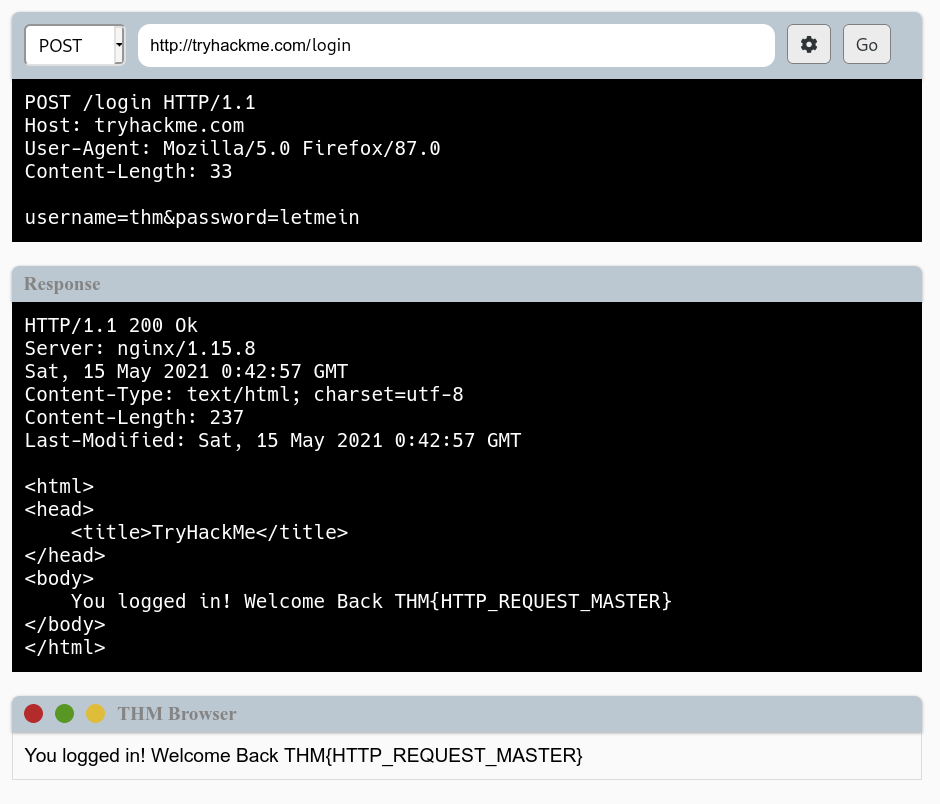 POST
http://tryhackme.com/login
Go
POST /login HTTP/1.1
Host: tryhackme.com
User-Agent: Mozilla/5.0 Firefox/87.0
Content-Length: 33

username=thm&password=letmein
Response
HTTP/1.1 200 Ok
Server: nginx/1.15.8
Sat, 15 May 2021 0:42:57 GMT
Content-Type: text/html; charset=utf-8
Content-Length: 237
Last-Modified: Sat, 15 May 2021 0:42:57 GMT

<html>
<head>
    <title>TryHackMe</title>
</head>
<body>
    You logged in! Welcome Back THM{HTTP_REQUEST_MASTER}
</body>
</html>
THM Browser
You logged in! Welcome Back THM{HTTP_REQUEST_MASTER}